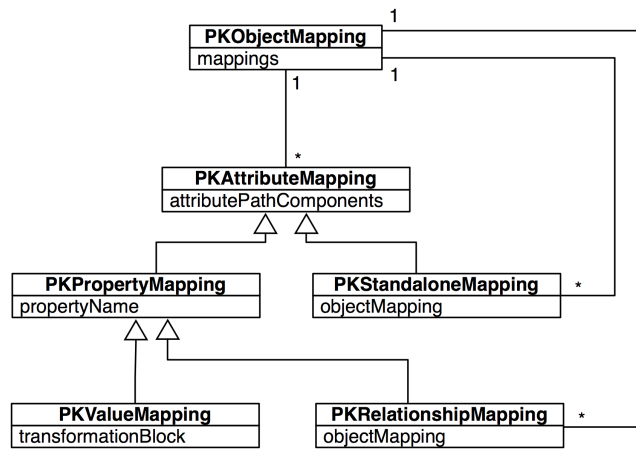 1
PKObjectMapping
mappings
1
1
*
PKAttributeMapping
attributePathComponents
PKPropertyMapping
propertyName
PKStandaloneMapping
objectMapping
*
PKValueMapping
transformationBlock
PKRelationshipMapping
objectMapping
*